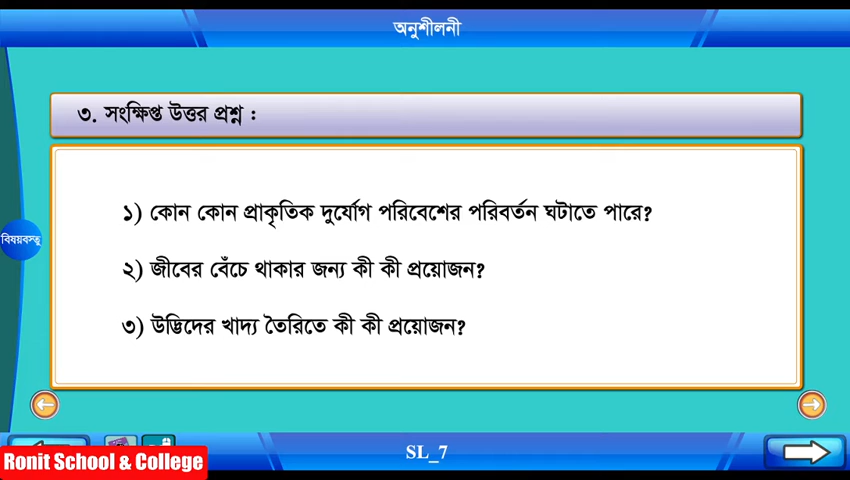 অনুশীলনী
৩. সংক্ষিপ্ত উত্তর প্রশ্ন :
১) কোন কোন প্রাকৃতিক দুর্যোগ পরিবেশের পরিবর্তন ঘটাতে পারে?
বিষয়বস্তু
২) জীবের বেঁচে থাকার জন্য কী কী প্রয়োজন?
৩) উদ্ভিদের খাদ্য তৈরিতে কী কী প্রয়োজন?
SL_7
Ronit School & College